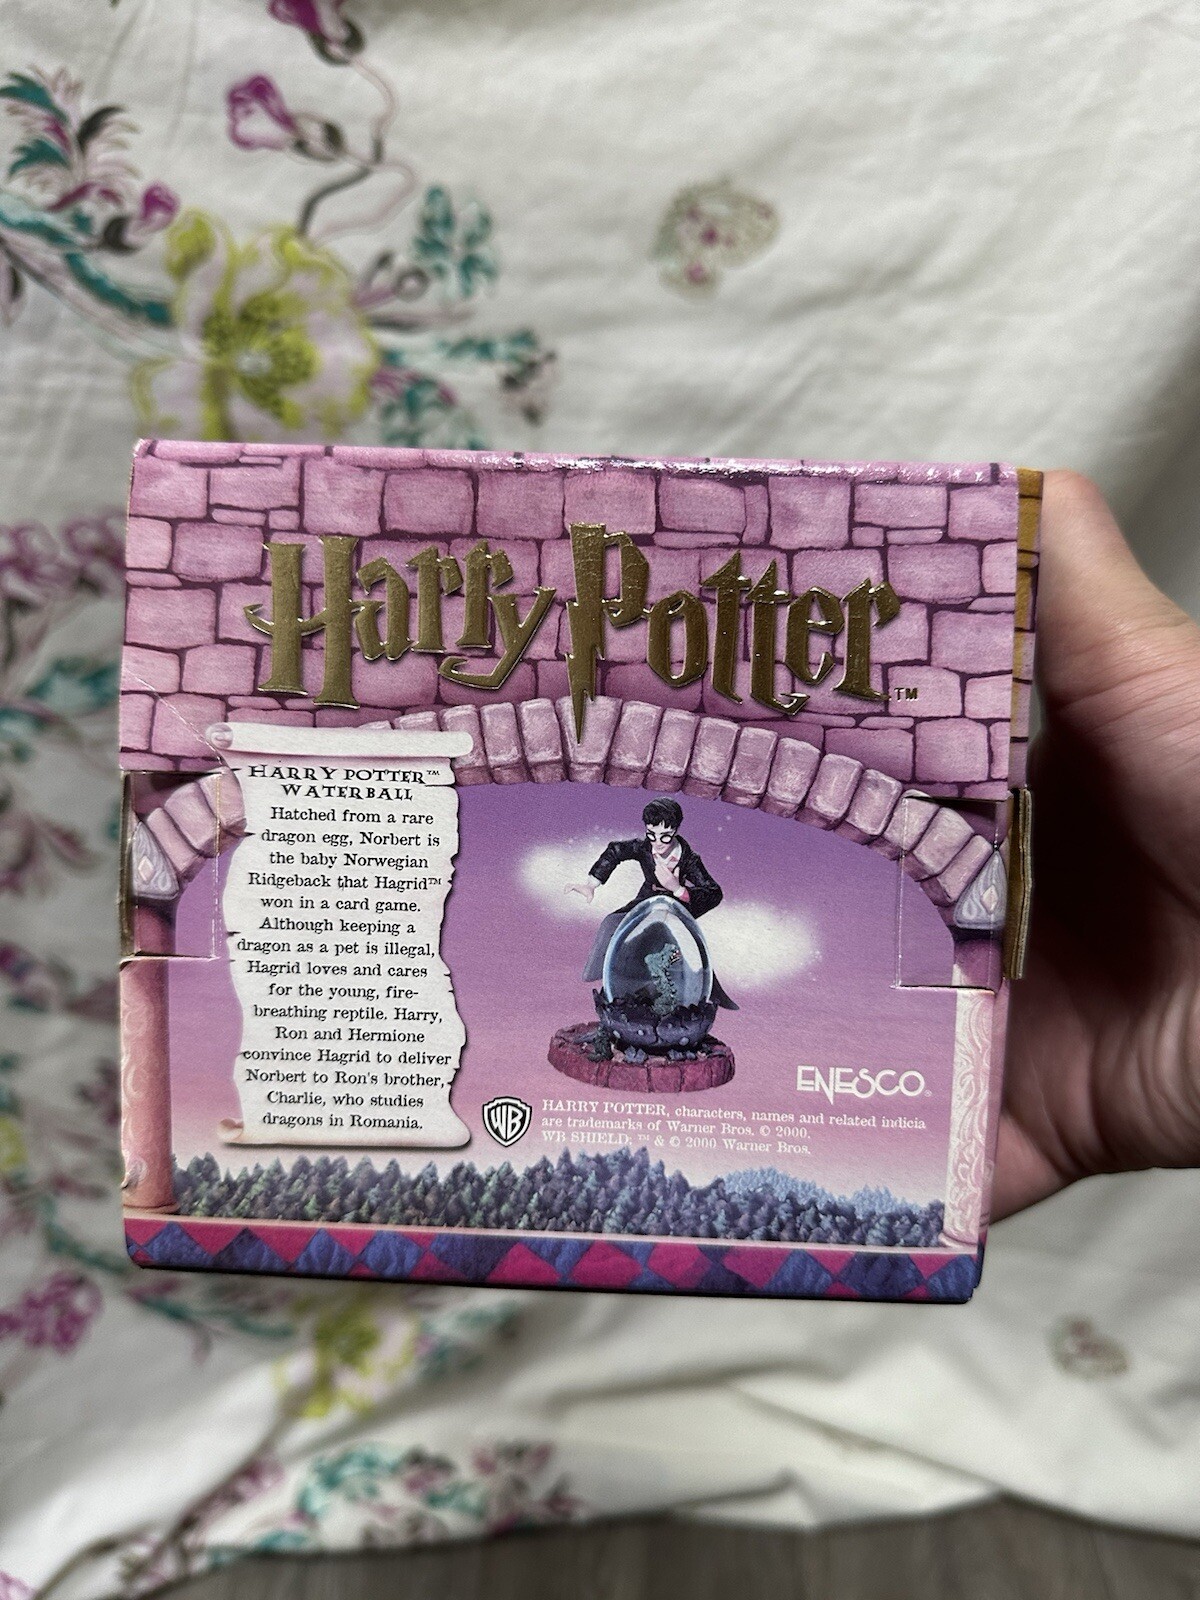 Harry Potter™
HARRY POTTER™
WATERBALL
Hatched from a rare
dragon egg, Norbert is
the baby Norwegian
Ridgeback that Hagrid™
won in a card game.
Although keeping a
dragon as a pet is illegal,
Hagrid loves and cares
for the young, fire-
breathing reptile. Harry,
Ron and Hermione
convince Hagrid to deliver
Norbert to Ron's brother,
Charlie, who studies
dragons in Romania.
ENESCO®
WB
HARRY POTTER, characters, names and related indicia
are trademarks of Warner Bros. © 2000.
WB SHIELD: ™ & © 2000 Warner Bros.